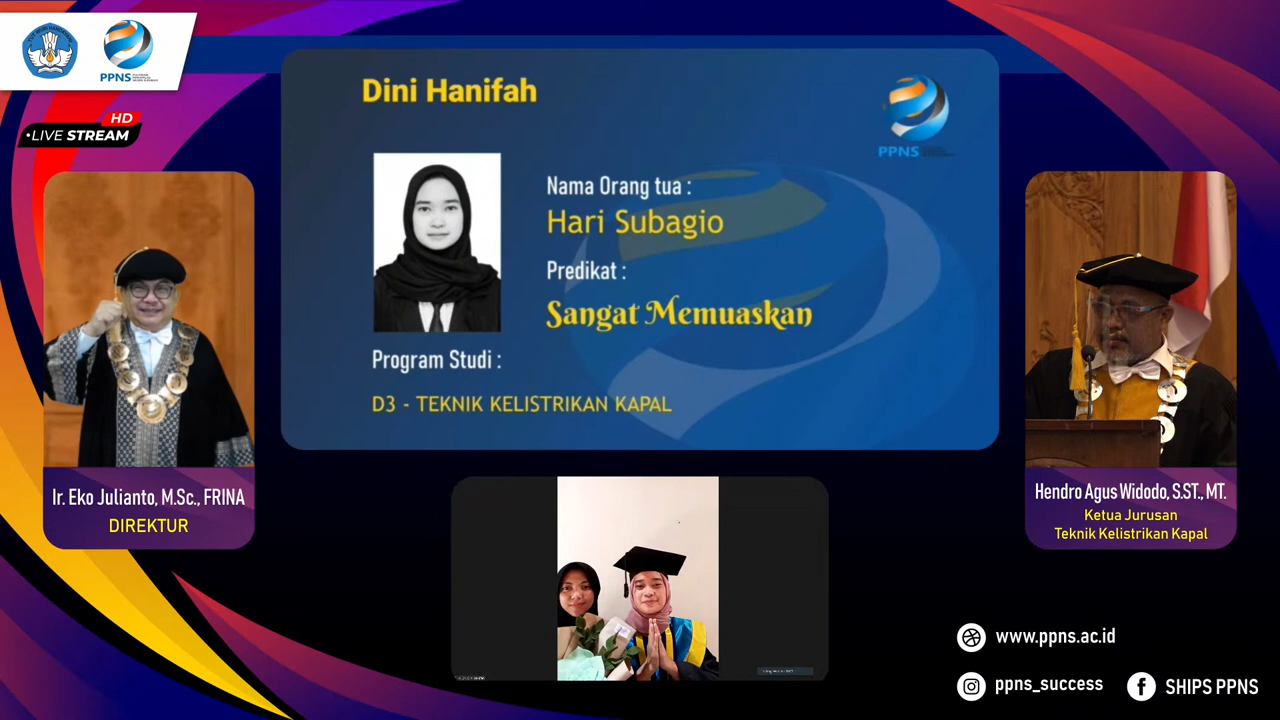 PPNS
HD
•LIVE STREAM
Dini Hanifah
PPNS
Nama Orang tua :
Hari Subagio
Predikat :
Sangat Memuaskan
Program Studi :
D3 - TEKNIK KELISTRIKAN KAPAL
Ir. Eko Julianto, M.Sc., FRINA
DIREKTUR
Hendro Agus Widodo, S.ST., MT.
Ketua Jurusan
Teknik Kelistrikan Kapal
www.ppns.ac.id
ppns_success
SHIPS PPNS